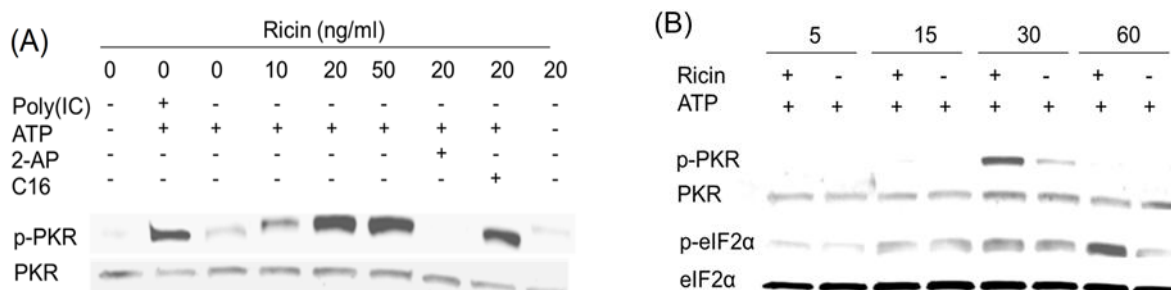 (A)
Ricin (ng/ml)
0 0 0 10 20 50 20 20 20
Poly(IC) - + - - - - - - -
ATP - + + + + + + + -
2-AP - - - - - - + - -
C16 - - - - - - - + -
p-PKR
PKR
(B)
5 15 30 60
Ricin + - + - + - + -
ATP + + + + + + + +
p-PKR
PKR
p-eIF2α
eIF2α